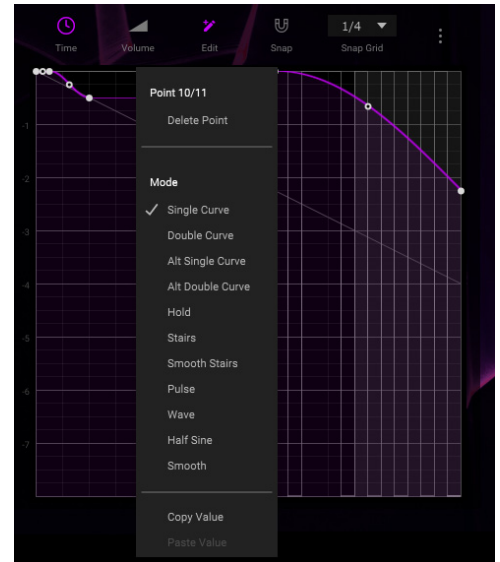 1/4
Time Volume Edit Snap Snap Grid
Point 10/11
Delete Point
-1
-2
Mode
Single Curve
Double Curve
-3
Alt Single Curve
-4
Alt Double Curve
Hold
-5
Stairs
Smooth Stairs
-6
Pulse
Wave
-7
Half Sine
Smooth
Copy Value
Paste Value